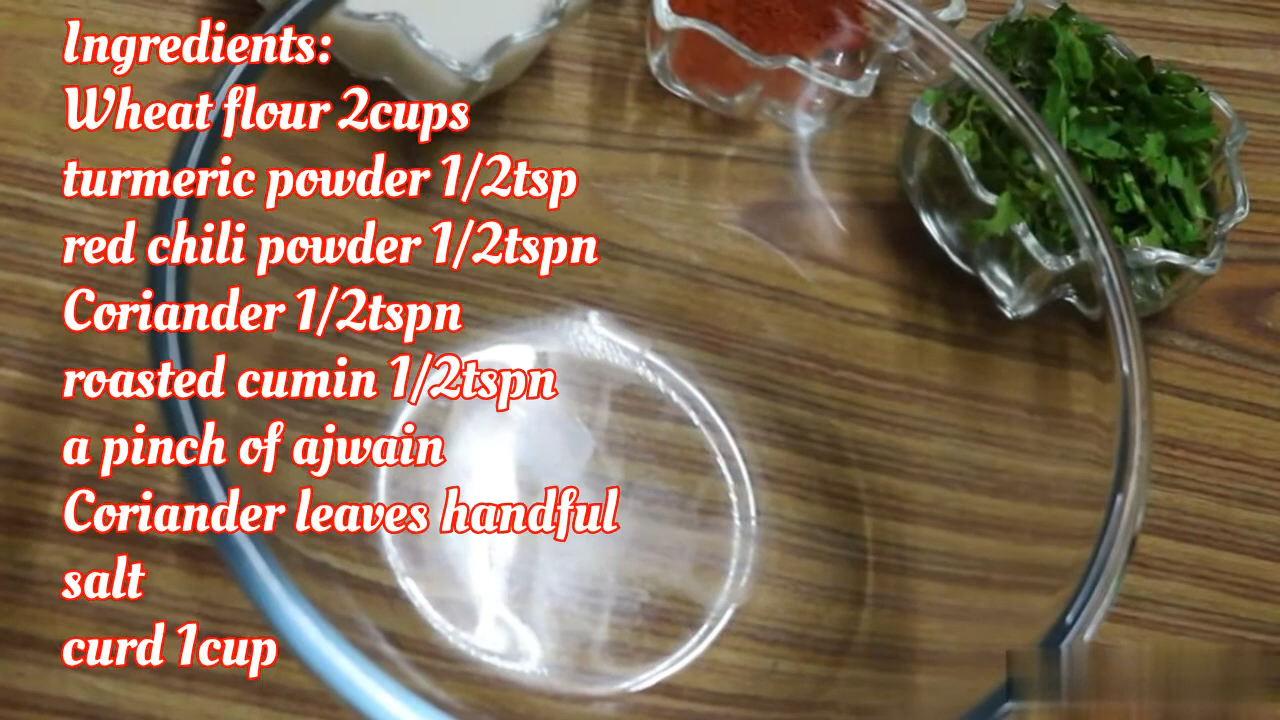 Ingredients:
Wheat flour 2cups
turmeric powder 1/2tsp
red chili powder 1/2tspn
Coriander 1/2tspn
roasted cumin 1/2tspn
a pinch of ajwain
Coriander leaves handful
salt
curd 1cup